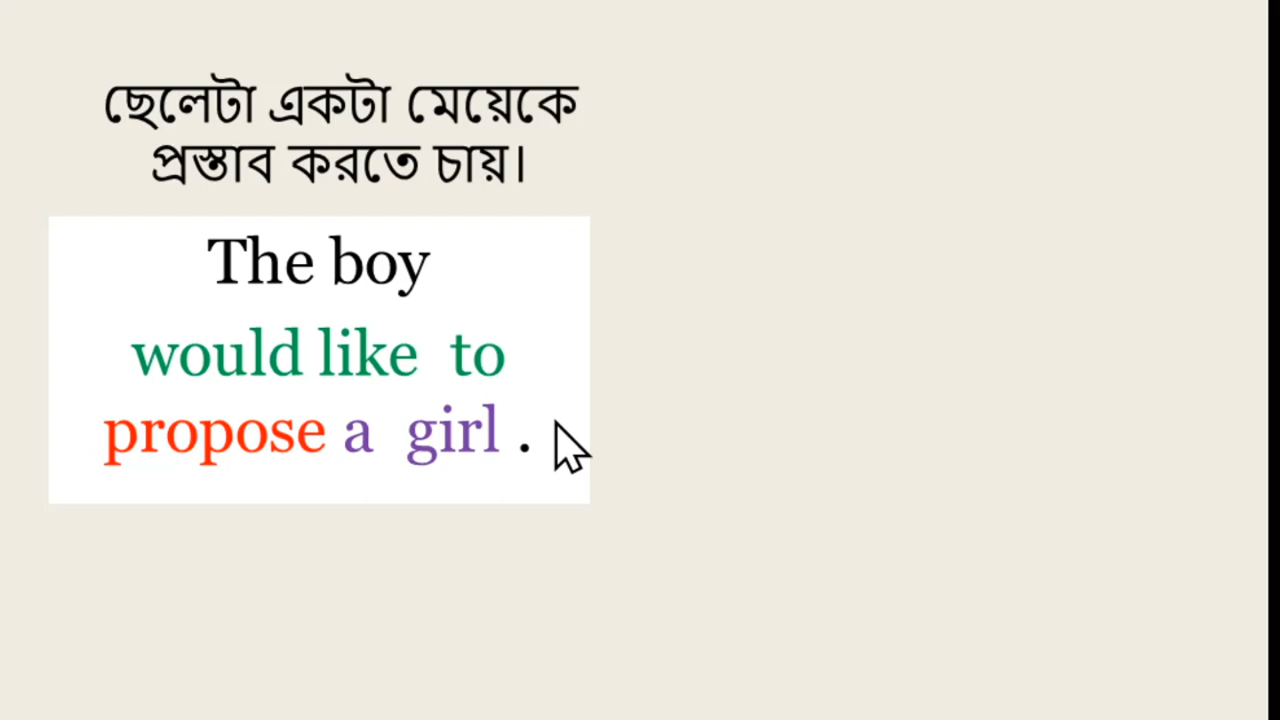 ছেলেটা একটা মেয়েকে
প্রস্তাব করতে চায়।
The boy
would like to
propose a girl .